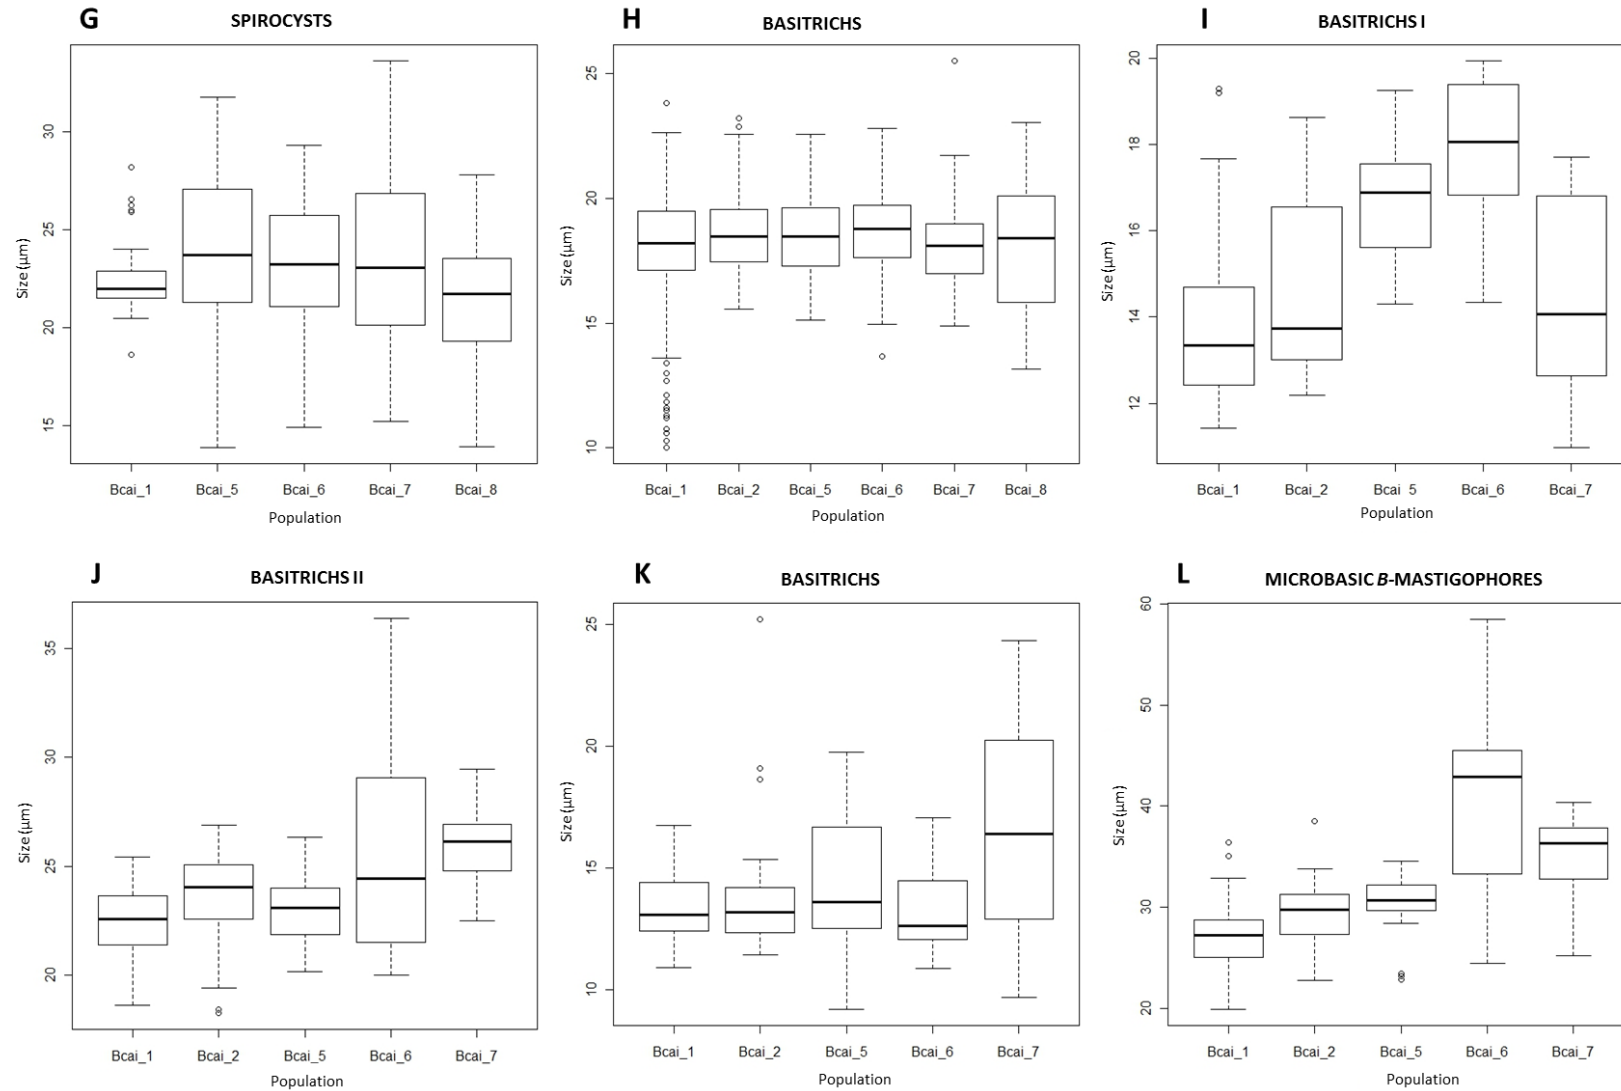 G SPIROCYSTS
Size (µm)
30
25
20
15
Bcai_1 Bcai_5 Bcai_6 Bcai_7 Bcai_8
Population
H BASITRICHS
Size (µm)
25
20
15
10
Bcai_1 Bcai_2 Bcai_5 Bcai_6 Bcai_7 Bcai_8
Population
I BASITRICHS I
Size (µm)
20
18
16
14
12
Bcai_1 Bcai_2 Bcai_5 Bcai_6 Bcai_7
Population
J BASITRICHS II
Size (µm)
35
30
25
20
Bcai_1 Bcai_2 Bcai_5 Bcai_6 Bcai_7
Population
K BASITRICHS
Size (µm)
25
20
15
10
Bcai_1 Bcai_2 Bcai_5 Bcai_6 Bcai_7
Population
L MICROBASIC B-MASTIGOPHORES
Size (µm)
60
50
40
30
20
Bcai_1 Bcai_2 Bcai_5 Bcai_6 Bcai_7
Population